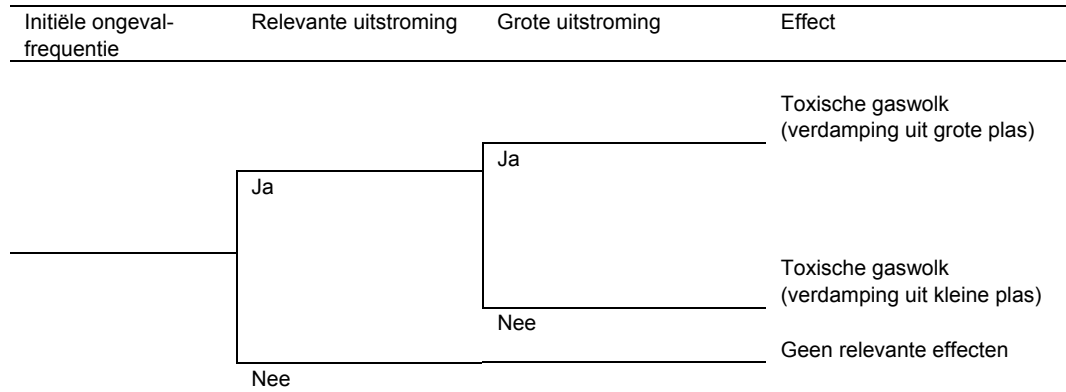 Initiële ongeval-
frequentie
Relevante uitstroming
Grote uitstroming
Effect
Toxische gaswolk
(verdamping uit grote plas)
Ja
Ja
Toxische gaswolk
(verdamping uit kleine plas)
Nee
Geen relevante effecten
Nee